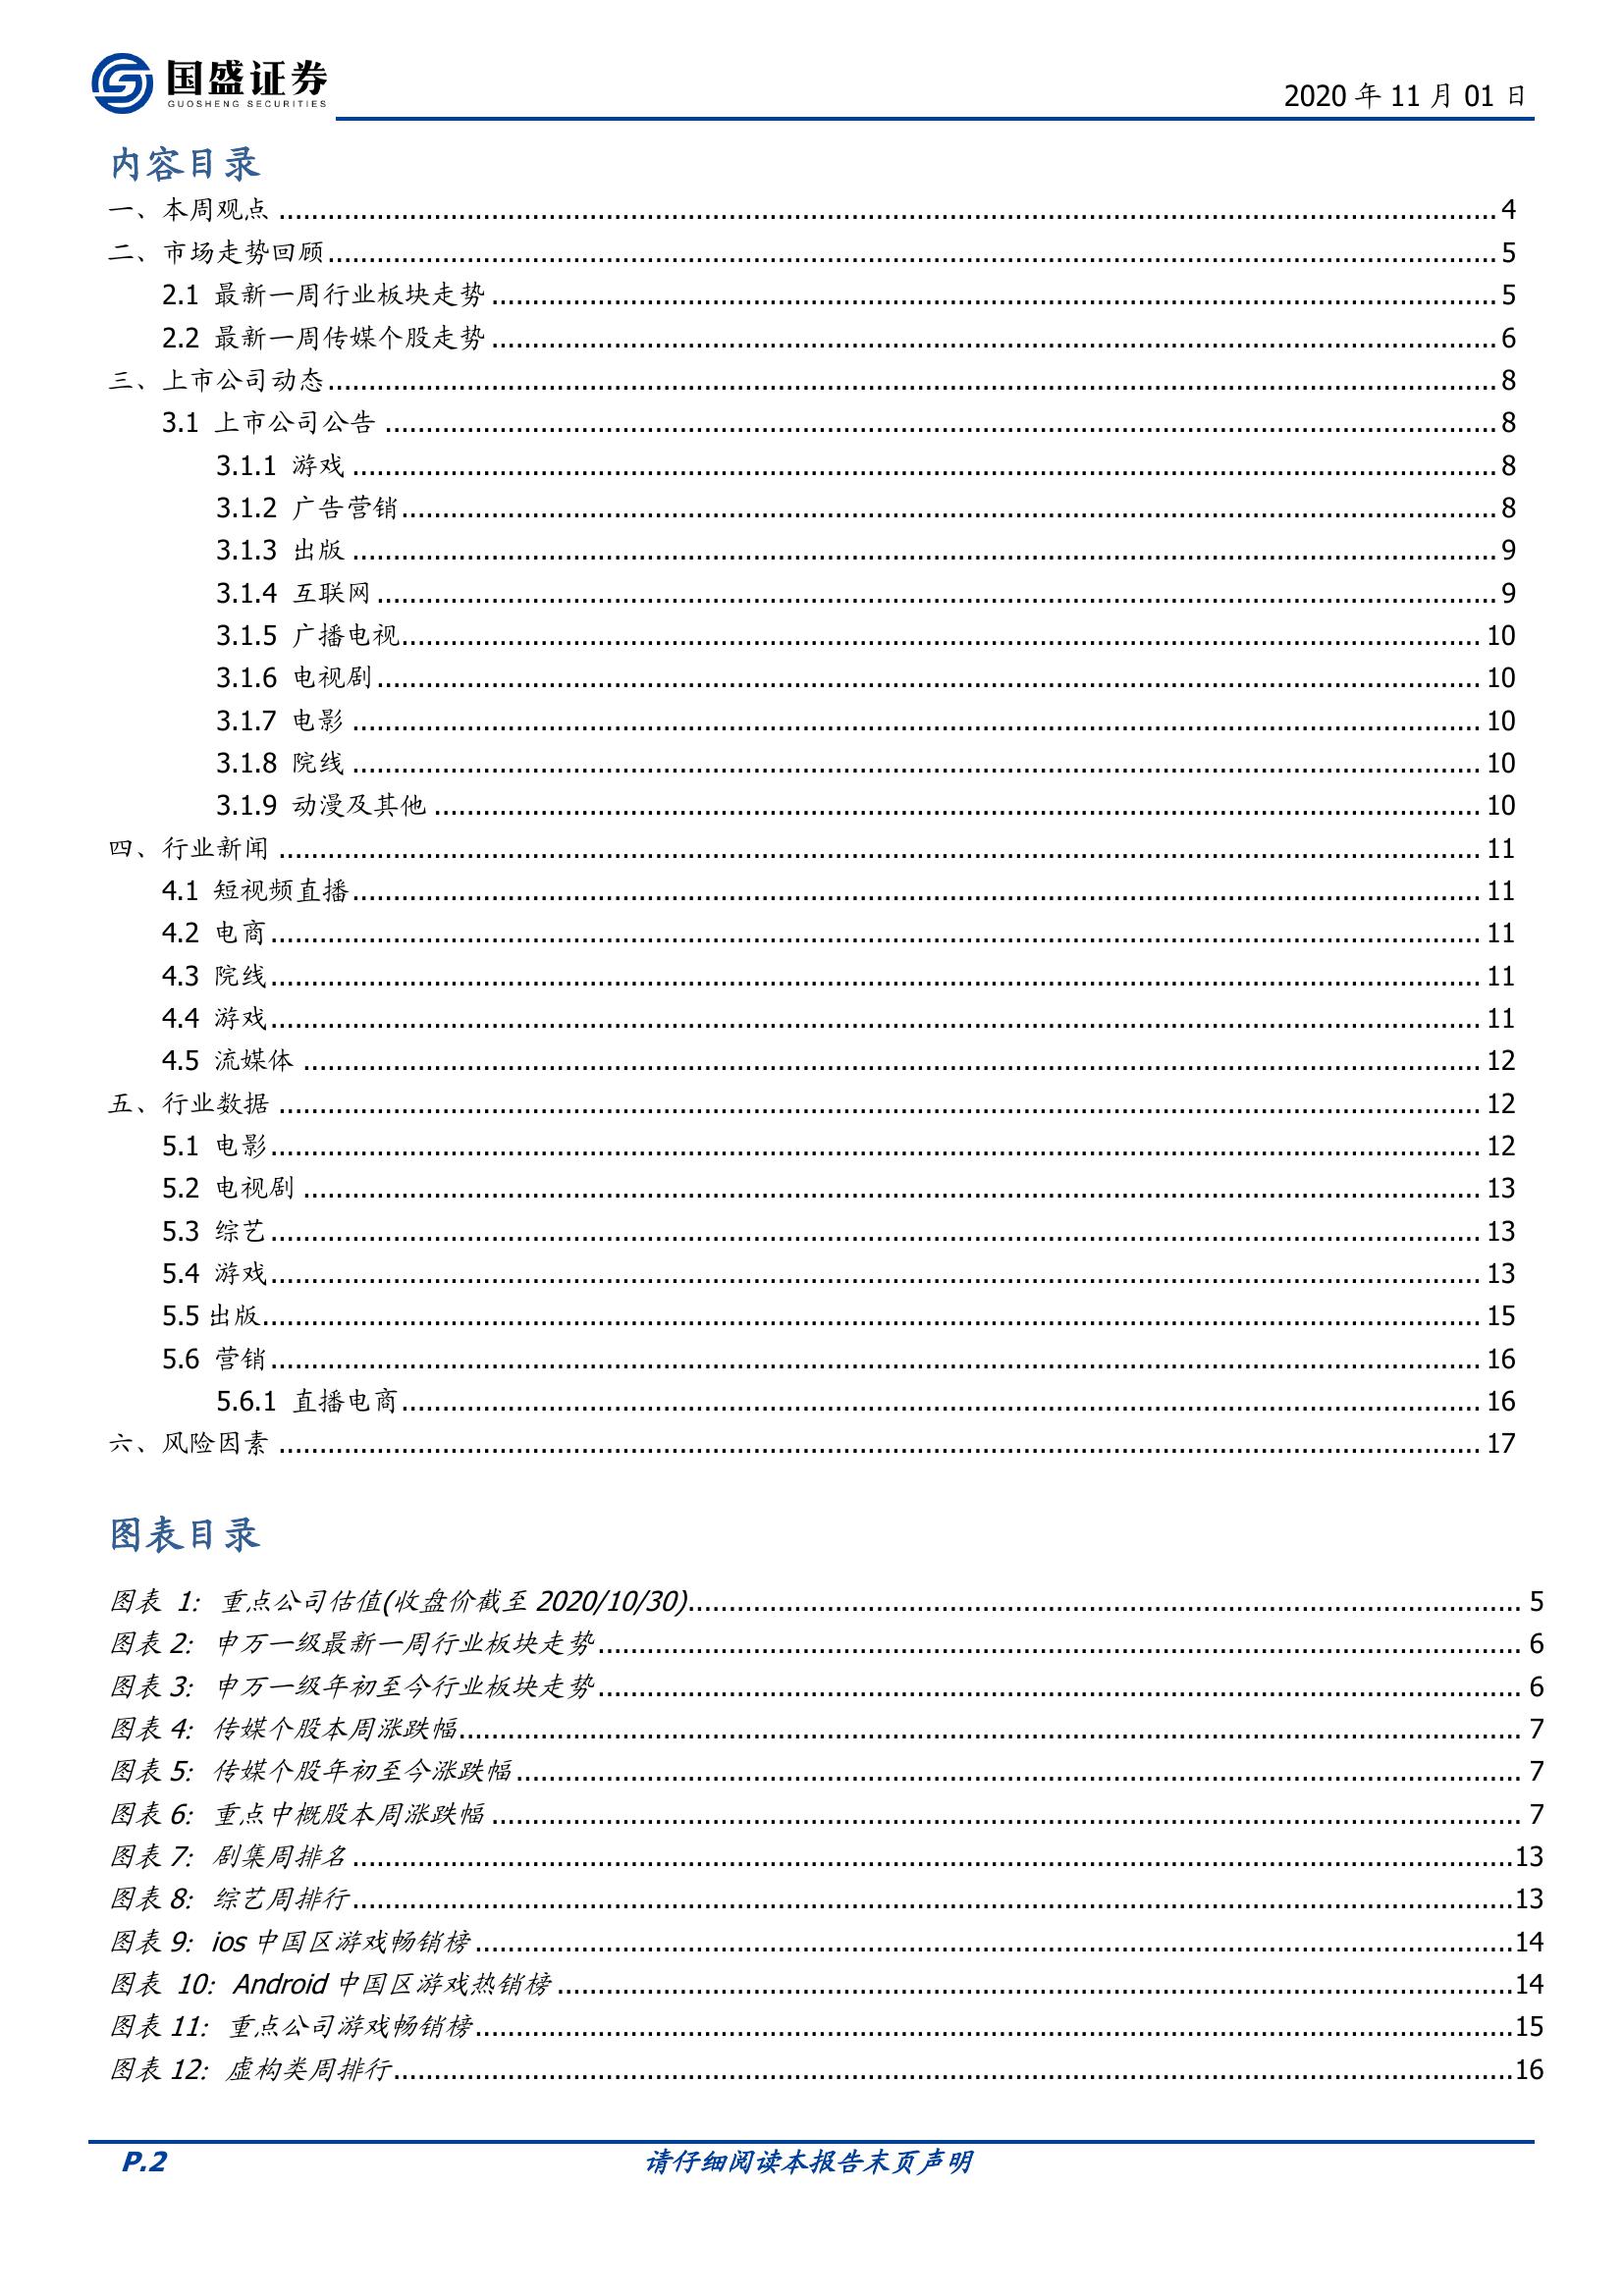 国盛证券
GUOSHENG SECURITIES
2020 年 11 月 01 日
内容目录
一、本周观点 ........ 4
二、市场走势回顾 ........ 5
2.1 最新一周行业板块走势 ........ 5
2.2 最新一周传媒个股走势 ........ 6
三、上市公司动态 ........ 8
3.1 上市公司公告 ........ 8
3.1.1 游戏 ........ 8
3.1.2 广告营销 ........ 8
3.1.3 出版 ........ 9
3.1.4 互联网 ........ 9
3.1.5 广播电视 ........ 10
3.1.6 电视剧 ........ 10
3.1.7 电影 ........ 10
3.1.8 院线 ........ 10
3.1.9 动漫及其他 ........ 10
四、行业新闻 ........ 11
4.1 短视频直播 ........ 11
4.2 电商 ........ 11
4.3 院线 ........ 11
4.4 游戏 ........ 11
4.5 流媒体 ........ 12
五、行业数据 ........ 12
5.1 电影 ........ 12
5.2 电视剧 ........ 13
5.3 综艺 ........ 13
5.4 游戏 ........ 13
5.5 出版 ........ 15
5.6 营销 ........ 16
5.6.1 直播电商 ........ 16
六、风险因素 ........ 17
图表目录
图表 1: 重点公司估值(收盘价截至 2020/10/30) ........ 5
图表 2: 申万一级最新一周行业板块走势 ........ 6
图表 3: 申万一级年初至今行业板块走势 ........ 6
图表 4: 传媒个股本周涨跌幅 ........ 7
图表 5: 传媒个股年初至今涨跌幅 ........ 7
图表 6: 重点中概股本周涨跌幅 ........ 7
图表 7: 剧集周排名 ........ 13
图表 8: 综艺周排行 ........ 13
图表 9: ios 中国区游戏畅销榜 ........ 14
图表 10: Android 中国区游戏热销榜 ........ 14
图表 11: 重点公司游戏畅销榜 ........ 15
图表 12: 虚构类周排行 ........ 16
P.2
请仔细阅读本报告末页声明